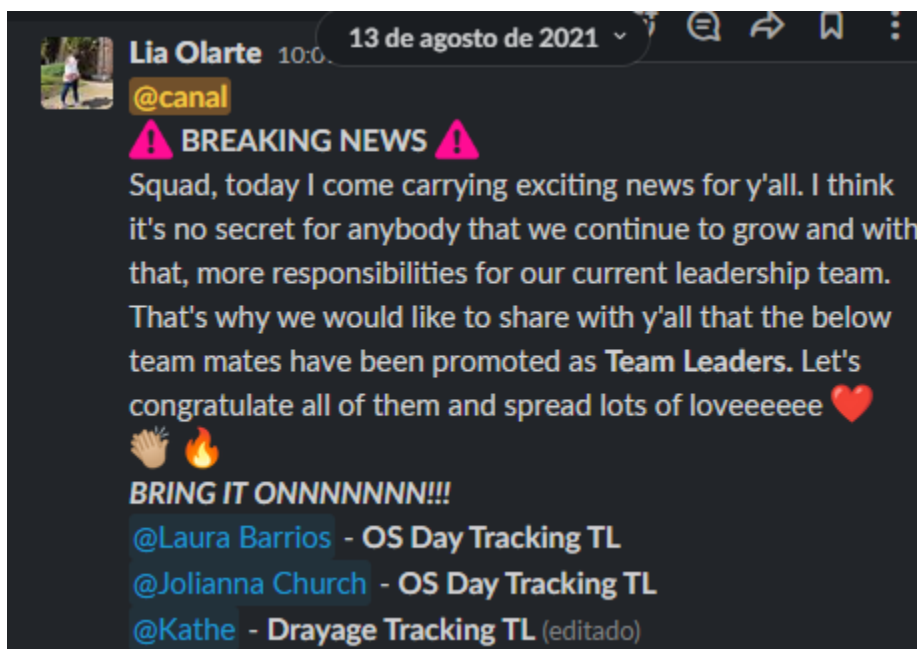 13 de agosto de 2021
Lia Olarte
@canal
BREAKING NEWS
Squad, today I come carrying exciting news for y'all. I think
it's no secret for anybody that we continue to grow and with
that, more responsibilities for our current leadership team.
That's why we would like to share with y'all that the below
team mates have been promoted as Team Leaders. Let's
congratulate all of them and spread lots of loveeeeee ❤️
👏🏼 🔥
BRING IT ONNNNNNN!!!
@Laura Barrios - OS Day Tracking TL
@Jolianna Church - OS Day Tracking TL
@Kathe - Drayage Tracking TL (editado)